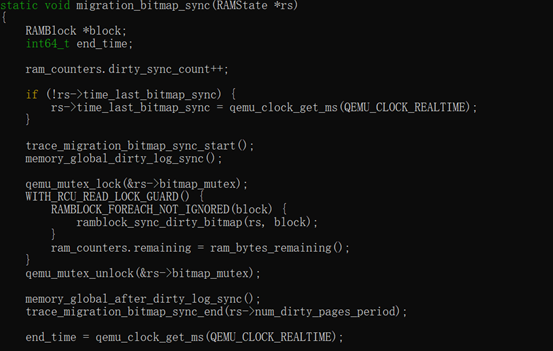 static void migration_bitmap_sync(RAMState *rs)
{
    RAMBlock *block;
    int64_t end_time;

    ram_counters.dirty_sync_count++;

    if (!rs->time_last_bitmap_sync) {
        rs->time_last_bitmap_sync = qemu_clock_get_ms(QEMU_CLOCK_REALTIME);
    }

    trace_migration_bitmap_sync_start();
    memory_global_dirty_log_sync();

    qemu_mutex_lock(&rs->bitmap_mutex);
    WITH_RCU_READ_LOCK_GUARD() {
        RAMBLOCK_FOREACH_NOT_IGNORED(block) {
            ramblock_sync_dirty_bitmap(rs, block);
        }
        ram_counters.remaining = ram_bytes_remaining();
    }
    qemu_mutex_unlock(&rs->bitmap_mutex);

    memory_global_after_dirty_log_sync();
    trace_migration_bitmap_sync_end(rs->num_dirty_pages_period);

    end_time = qemu_clock_get_ms(QEMU_CLOCK_REALTIME);